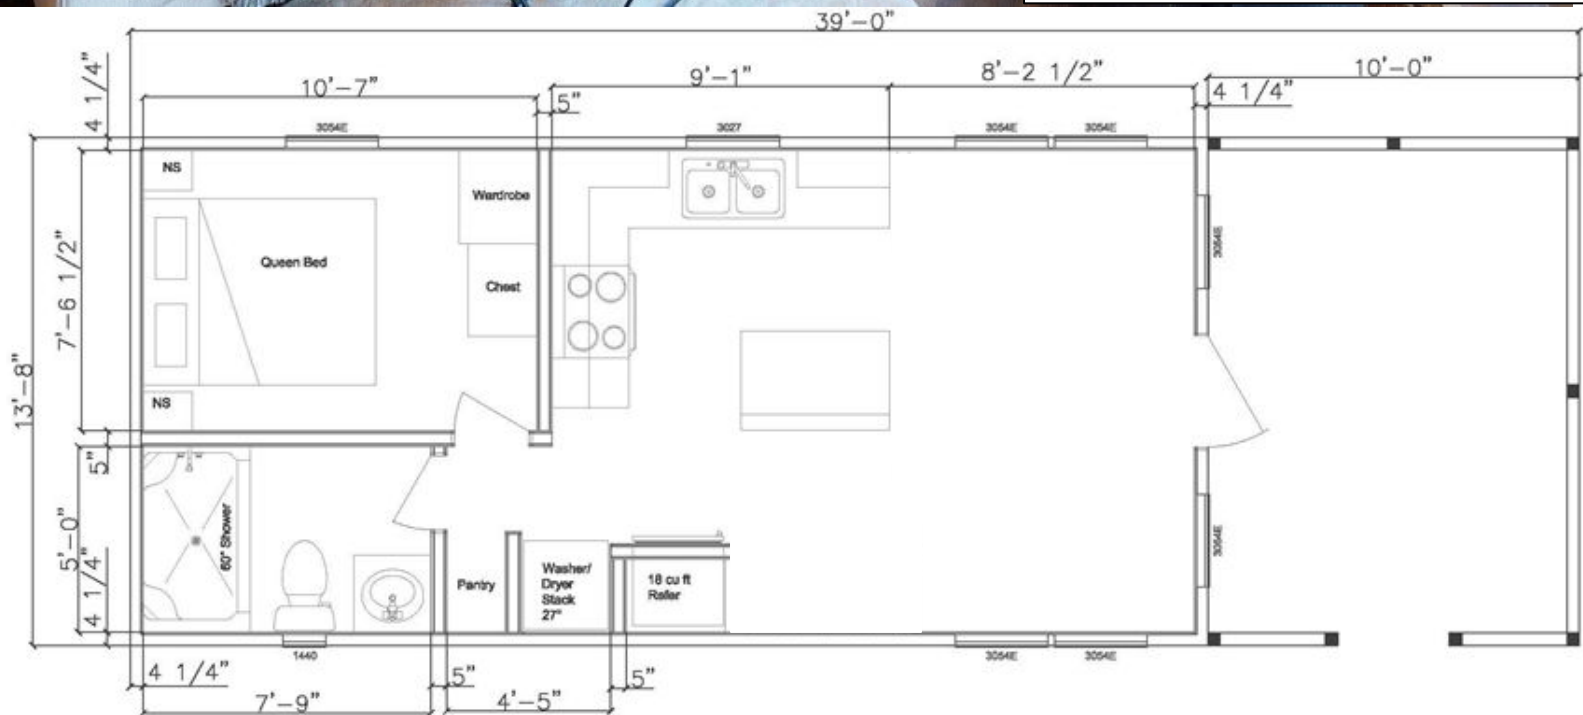 39'-0"
4 1/4"
10'-7"
5"
9'-1"
8'-2 1/2"
10'-0"
4 1/4"
3054E
3027
3054E
3054E
NS
Wardrobe
Queen Bed
Chest
3054E
7'-6 1/2"
13'-8"
NS
5"
5'-0"
4 1/4"
60" Shower
Pantry
Washer/
Dryer
Stack
27"
18 cu ft
3054E
1440
3054E
3054E
4 1/4"
5"
5"
7'-9"
4'-5"